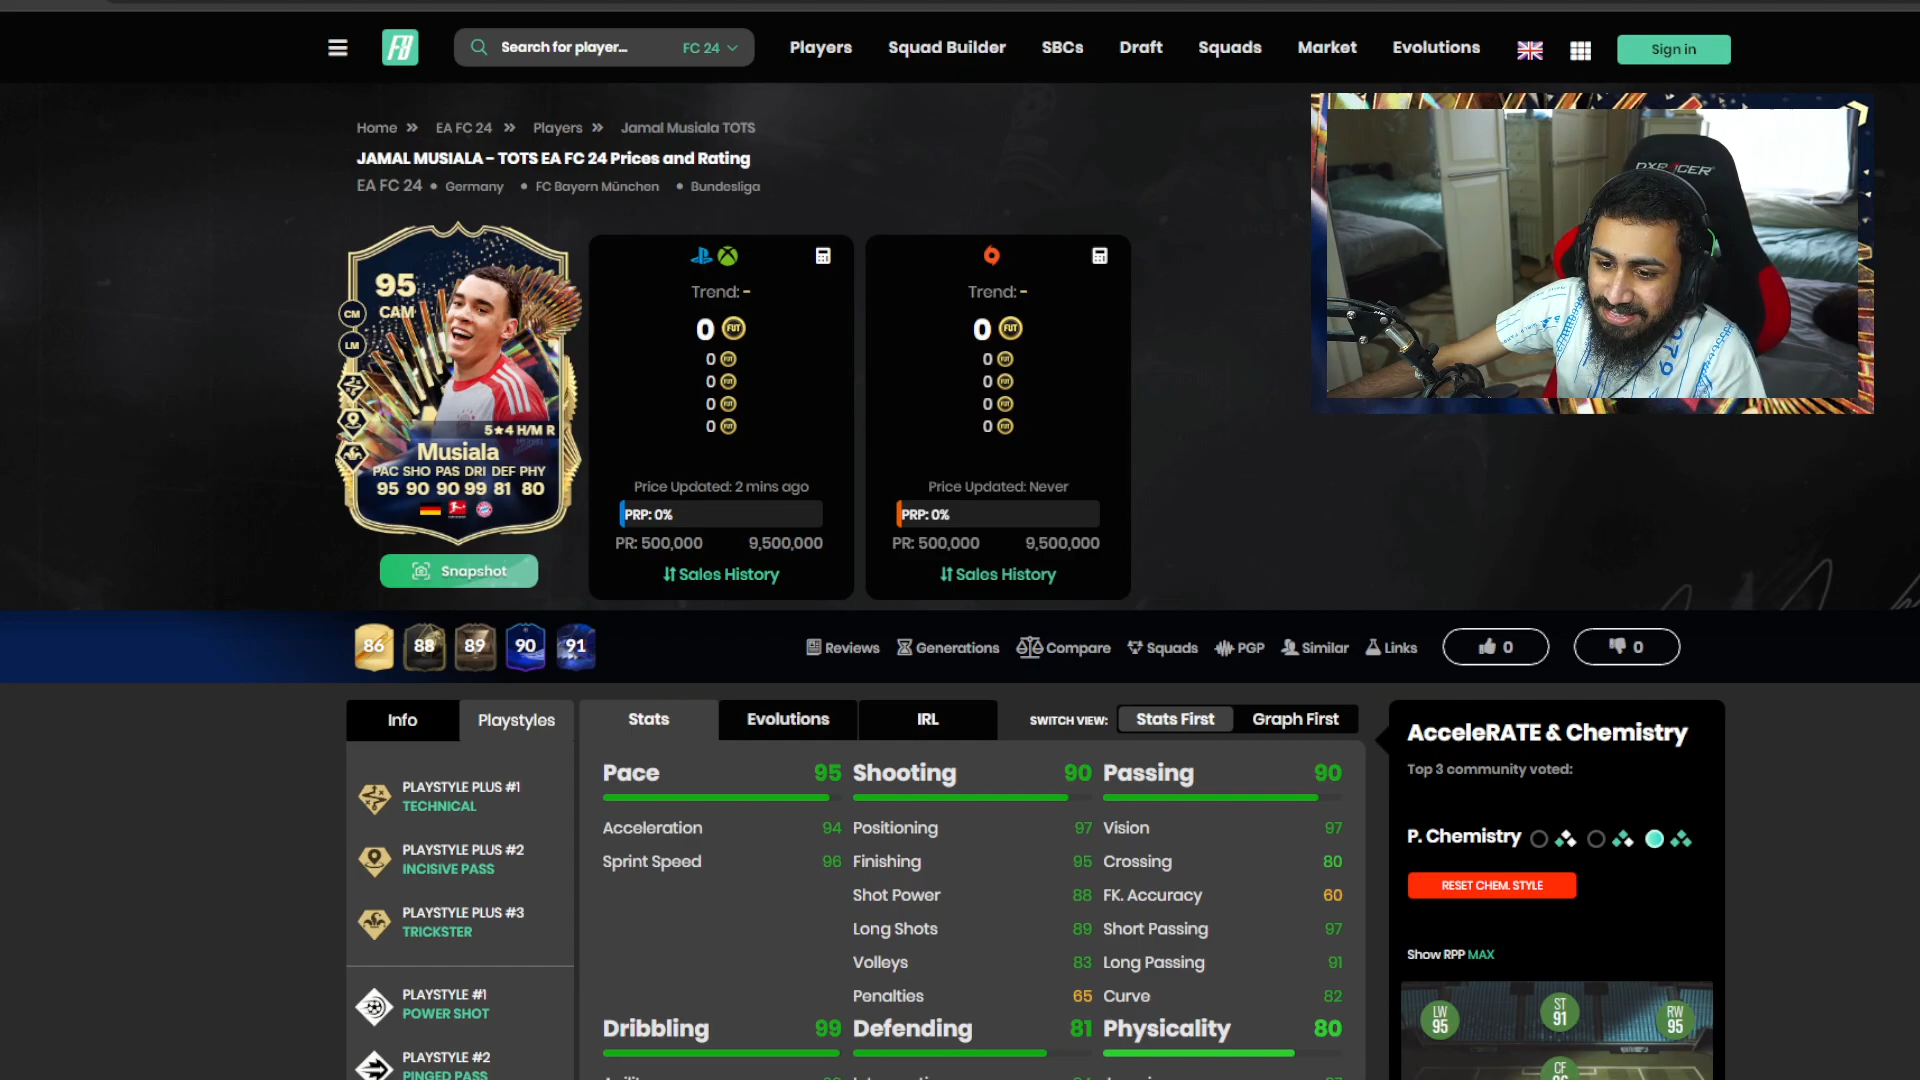 Search for player...
FC 24
Players
Squad Builder
SBCs
Draft
Squads
Market
Evolutions
Sign in
Home » EA FC 24 » Players » Jamal Musiala TOTS
JAMAL MUSIALA - TOTS EA FC 24 Prices and Rating
EA FC 24 • Germany • FC Bayern München • Bundesliga
DXRACER
95
CAM
CM
LM
5★4 H/M R
Musiala
PAC SHO PAS DRI DEF PHY
95 90 90 99 81 80
Snapshot
Trend: -
0 FUT
0
0
0
0
Price Updated: 2 mins ago
PRP: 0%
PR: 500,000 9,500,000
Sales History
Trend: -
0 FUT
0
0
0
0
Price Updated: Never
PRP: 0%
PR: 500,000 9,500,000
Sales History
86 88 89 90 91
Reviews Generations Compare Squads PGP Similar Links 0 0
Info Playstyles
PLAYSTYLE PLUS #1
TECHNICAL
PLAYSTYLE PLUS #2
INCISIVE PASS
PLAYSTYLE PLUS #3
TRICKSTER
PLAYSTYLE #1
POWER SHOT
PLAYSTYLE #2
PINGED PASS
Stats Evolutions IRL SWITCH VIEW: Stats First Graph First
Pace 95
Acceleration 94
Sprint Speed 96
Shooting 90
Positioning 97
Finishing 95
Shot Power 88
Long Shots 89
Volleys 83
Penalties 65
Passing 90
Vision 97
Crossing 80
FK. Accuracy 60
Short Passing 97
Long Passing 91
Curve 82
Dribbling 99
Defending 81
Physicality 80
AcceleRATE & Chemistry
Top 3 community voted:
P. Chemistry
RESET CHEM. STYLE
Show RPP MAX
LW
95
ST
91
RW
95
CF